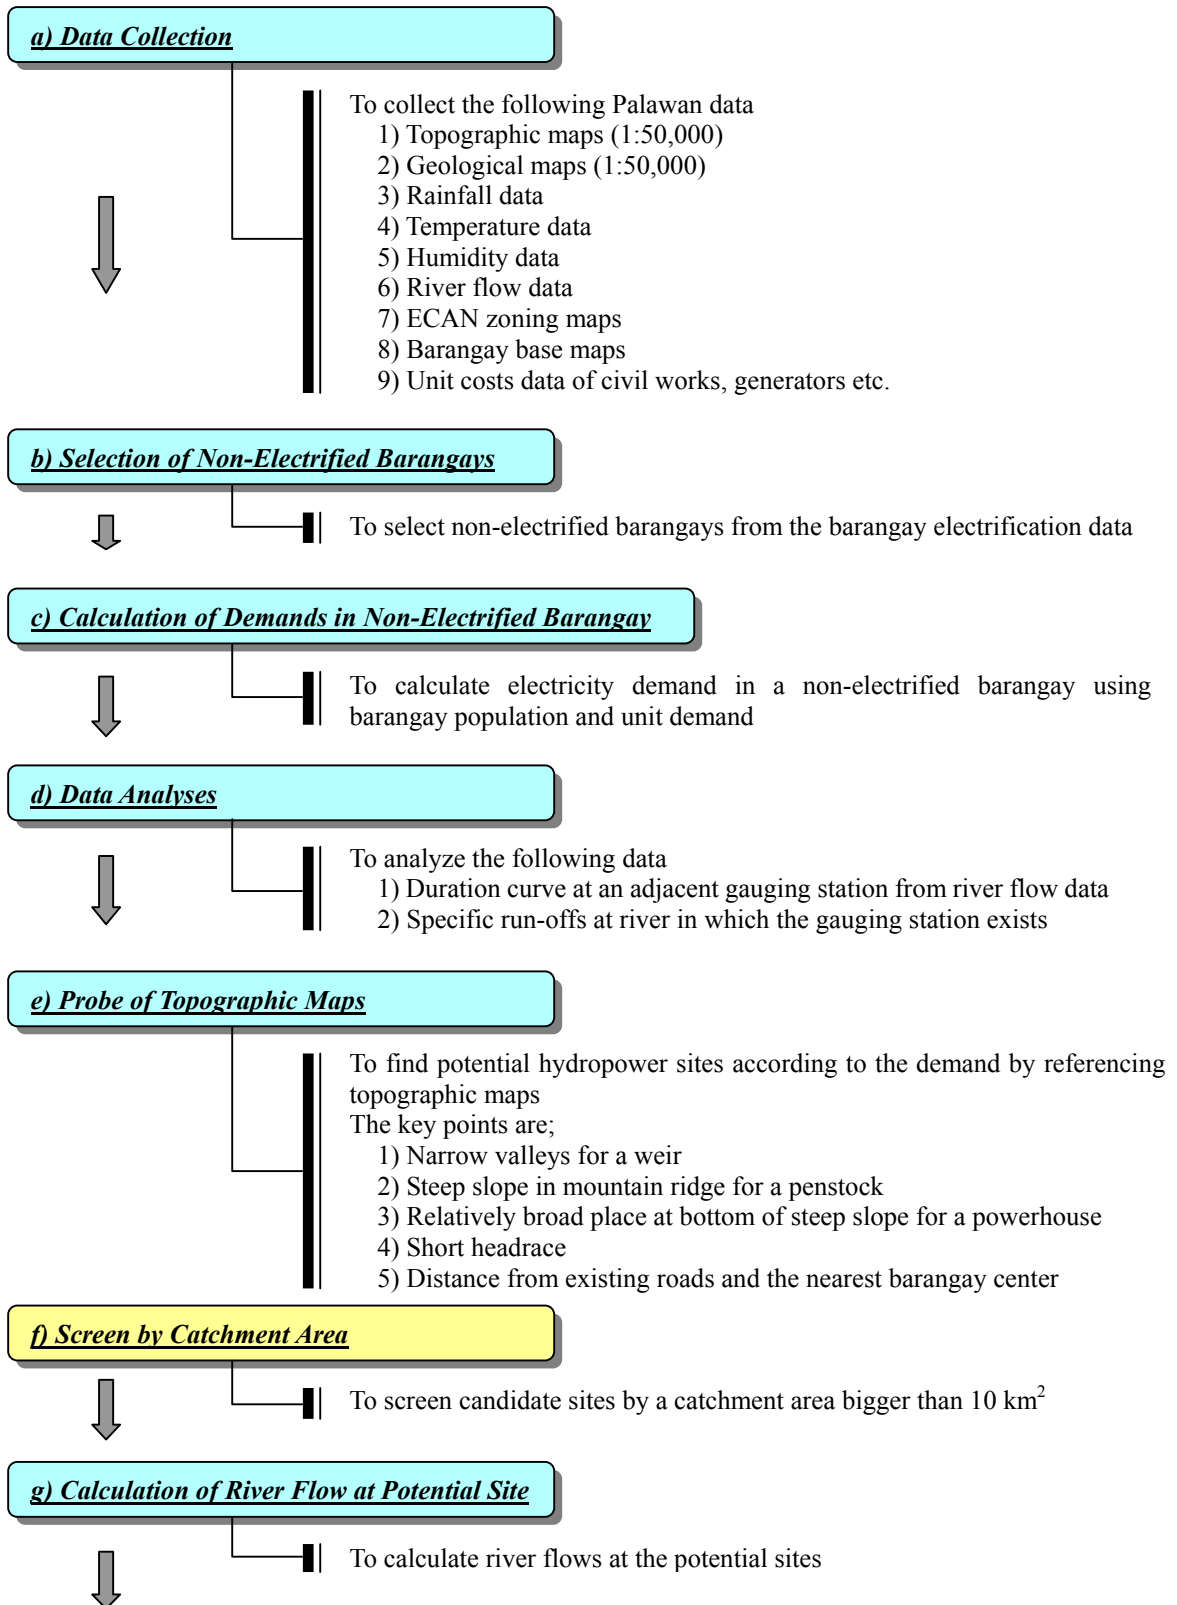 a) Data Collection
To collect the following Palawan data
1) Topographic maps (1:50,000)
2) Geological maps (1:50,000)
3) Rainfall data
4) Temperature data
5) Humidity data
6) River flow data
7) ECAN zoning maps
8) Barangay base maps
9) Unit costs data of civil works, generators etc.
b) Selection of Non-Electrified Barangays
To select non-electrified barangays from the barangay electrification data
c) Calculation of Demands in Non-Electrified Barangay
To calculate electricity demand in a non-electrified barangay using
barangay population and unit demand
d) Data Analyses
To analyze the following data
1) Duration curve at an adjacent gauging station from river flow data
2) Specific run-offs at river in which the gauging station exists
e) Probe of Topographic Maps
To find potential hydropower sites according to the demand by referencing
topographic maps
The key points are;
1) Narrow valleys for a weir
2) Steep slope in mountain ridge for a penstock
3) Relatively broad place at bottom of steep slope for a powerhouse
4) Short headrace
5) Distance from existing roads and the nearest barangay center
f) Screen by Catchment Area
To screen candidate sites by a catchment area bigger than 10 km²
g) Calculation of River Flow at Potential Site
To calculate river flows at the potential sites